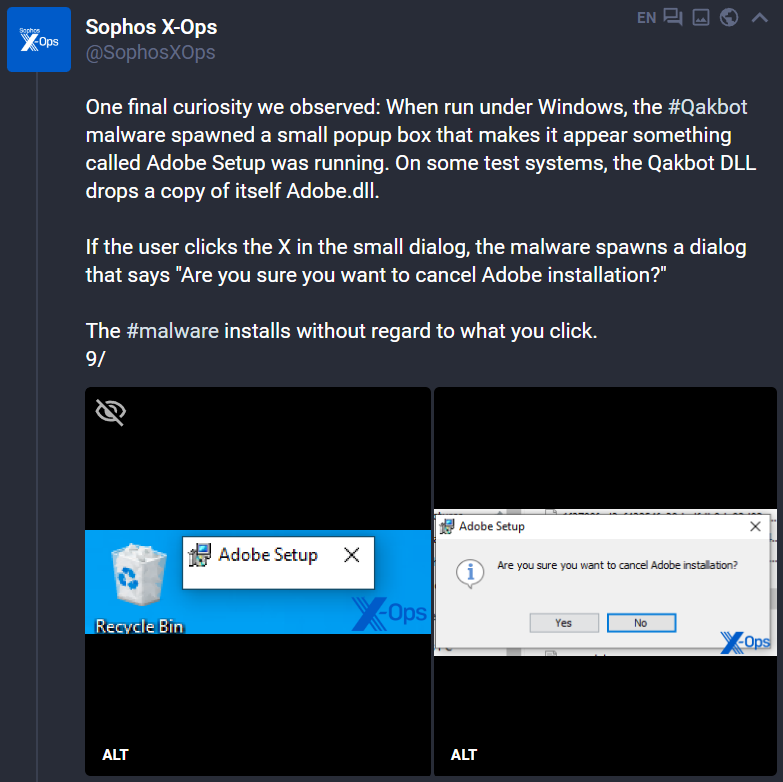 Sophos
X-Ops
Sophos X-Ops
@SophosXOps
EN
One final curiosity we observed: When run under Windows, the #Qakbot
malware spawned a small popup box that makes it appear something
called Adobe Setup was running. On some test systems, the Qakbot DLL
drops a copy of itself Adobe.dll.
If the user clicks the X in the small dialog, the malware spawns a dialog
that says "Are you sure you want to cancel Adobe installation?"
The #malware installs without regard to what you click.
9/
Adobe Setup
X-Ops
Recycle Bin
ALT
Adobe Setup
Are you sure you want to cancel Adobe installation?
Yes
No
X-Ops
ALT